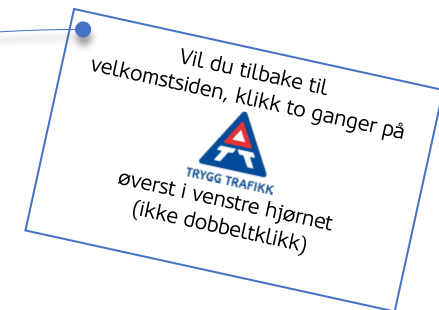 Vil du tilbake til
velkomstsiden, klikk to ganger på
TRYGG TRAFIKK
øverst i venstre hjørnet
(ikke dobbeltklikk)